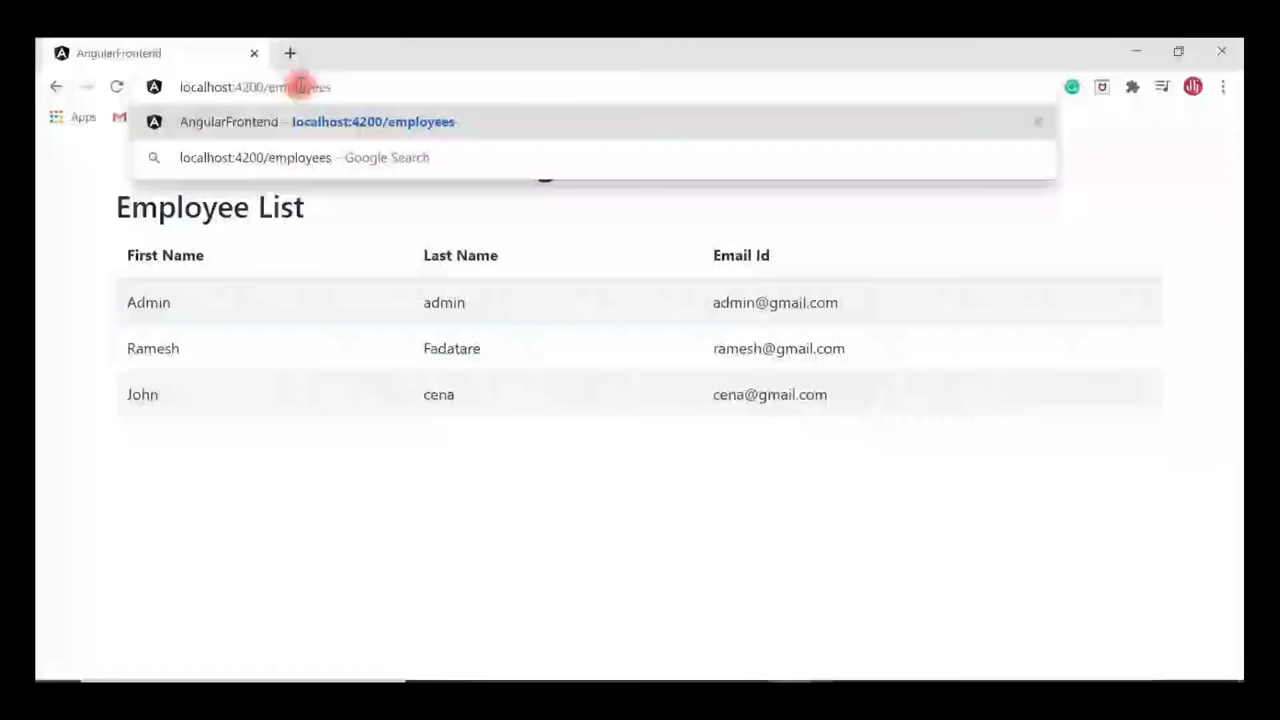 AngularFrontend
localhost:4200/employees
Apps
AngularFrontend - localhost:4200/employees
localhost:4200/employees - Google Search
Employee List
First Name Last Name Email Id
Admin admin admin@gmail.com
Ramesh Fadatare ramesh@gmail.com
John cena cena@gmail.com